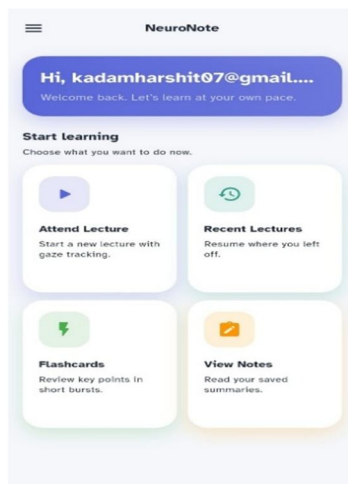 NeuroNote
Hi, kadamharshit07@gmail....
Welcome back. Let's learn at your own pace.
Start learning
Choose what you want to do now.
Attend Lecture
Start a new lecture with
gaze tracking.
Recent Lectures
Resume where you left
off.
Flashcards
Review key points in
short bursts.
View Notes
Read your saved
summaries.